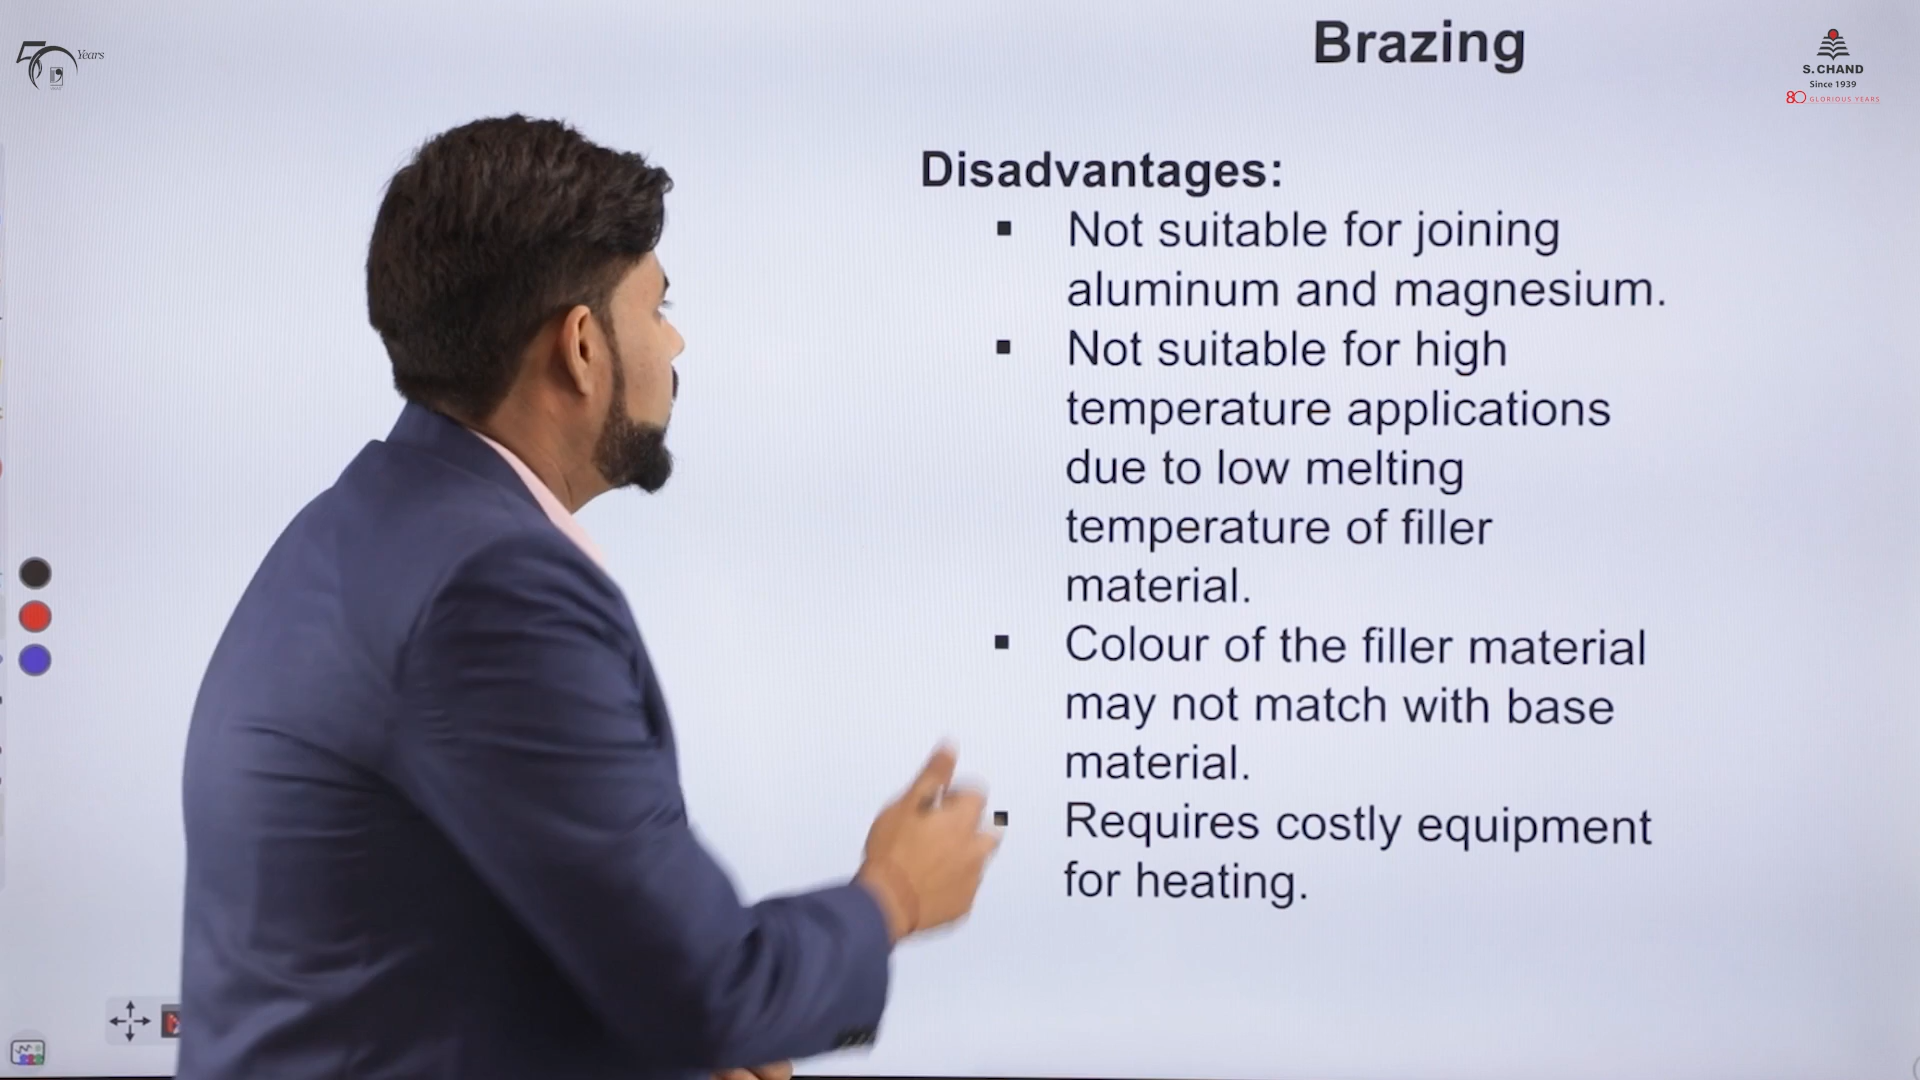 50 Years
Brazing
S. CHAND
Since 1939
80 GLORIOUS YEARS
Disadvantages:
▪ Not suitable for joining
aluminum and magnesium.
▪ Not suitable for high
temperature applications
due to low melting
temperature of filler
material.
▪ Colour of the filler material
may not match with base
material.
▪ Requires costly equipment
for heating.